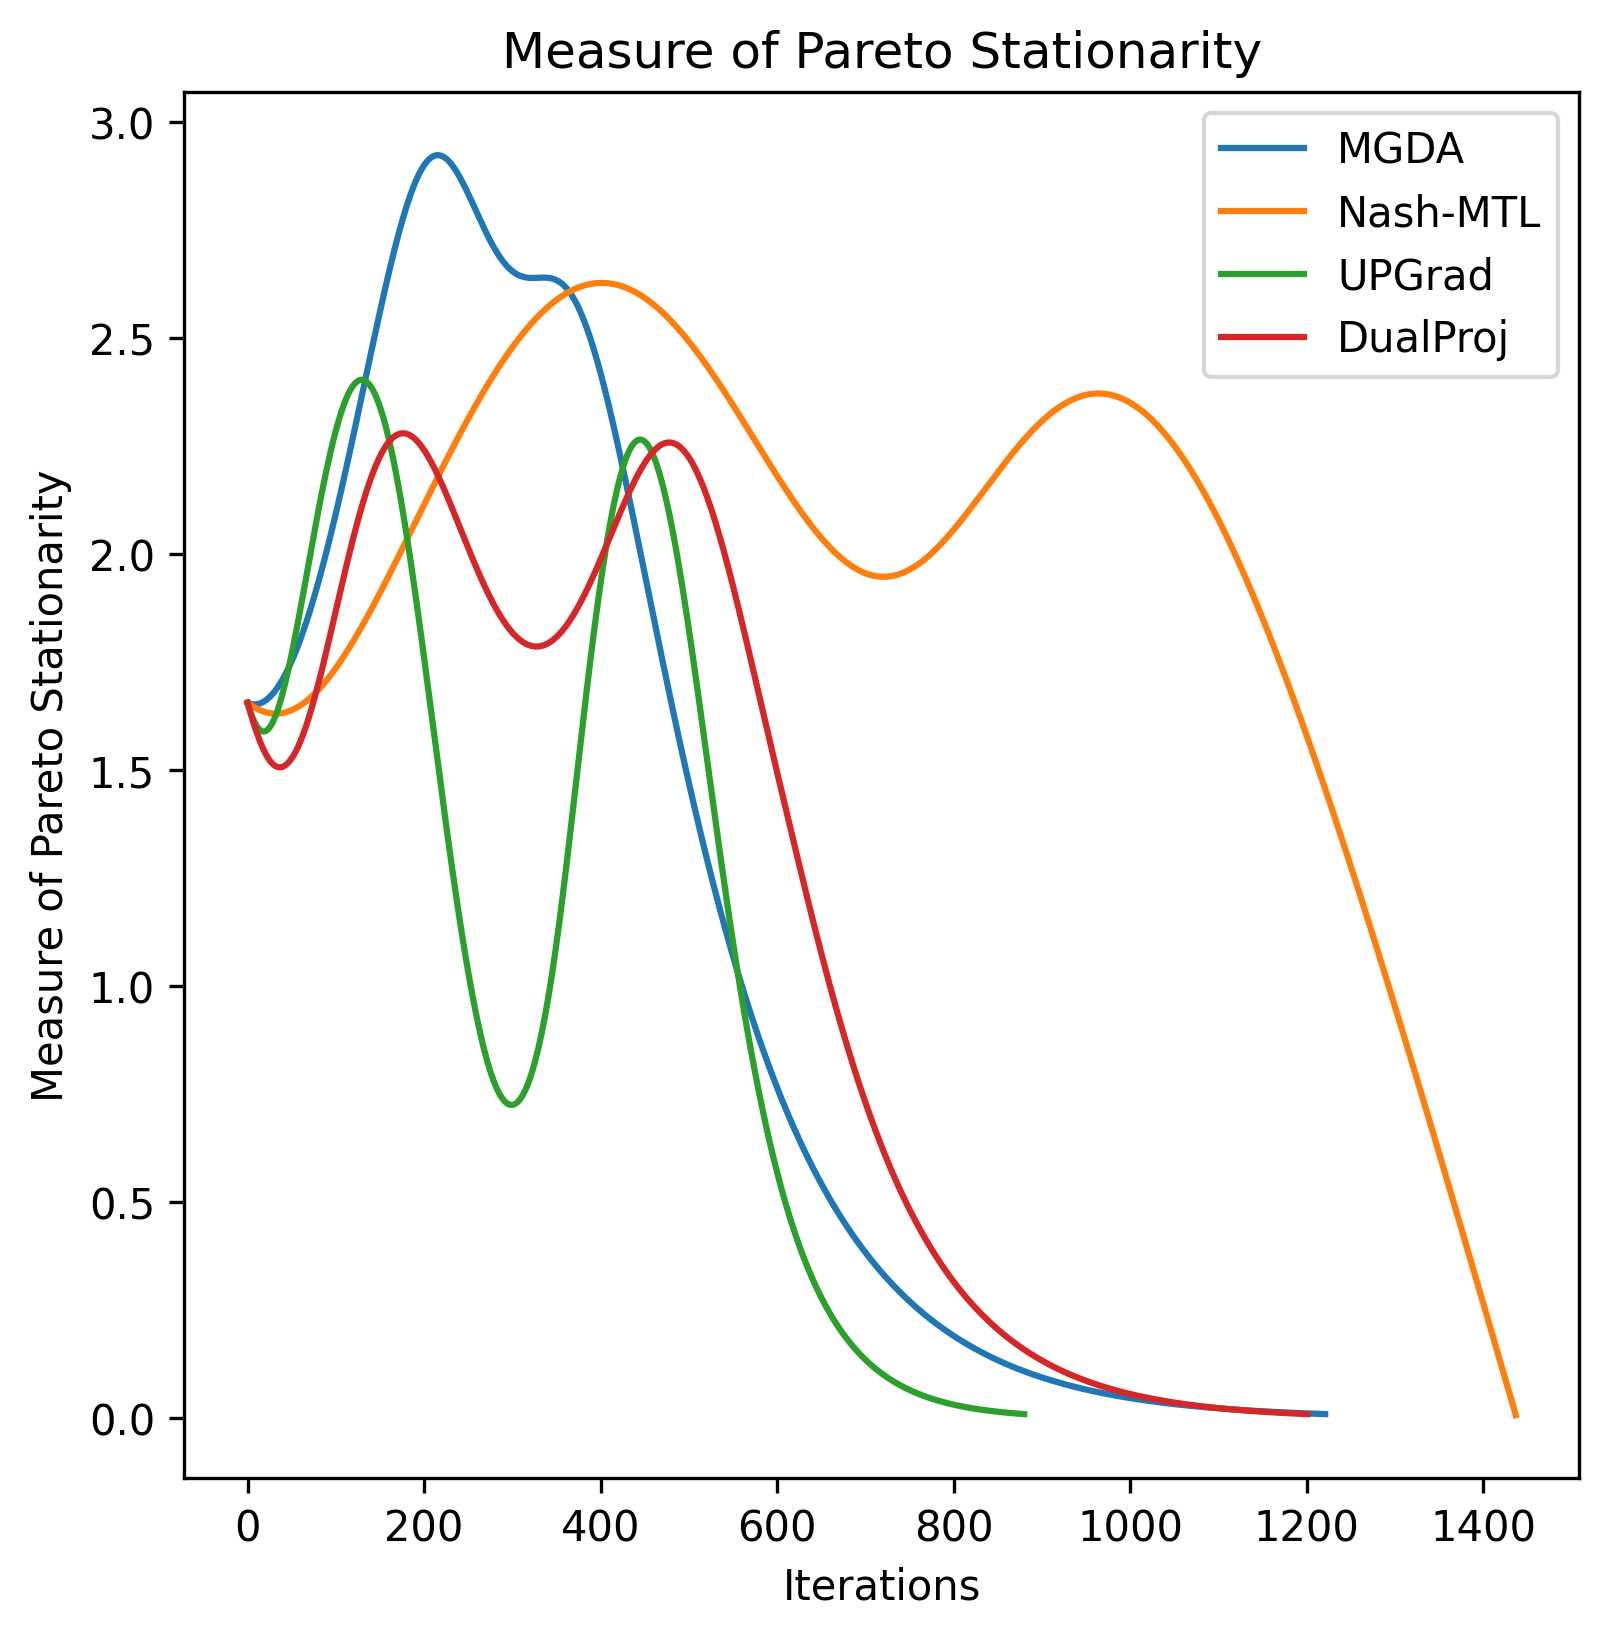 Measure of Pareto Stationarity
MGDA
Nash-MTL
UPGrad
DualProj
Measure of Pareto Stationarity
3.0
2.5
2.0
1.5
1.0
0.5
0.0
0 200 400 600 800 1000 1200 1400
Iterations